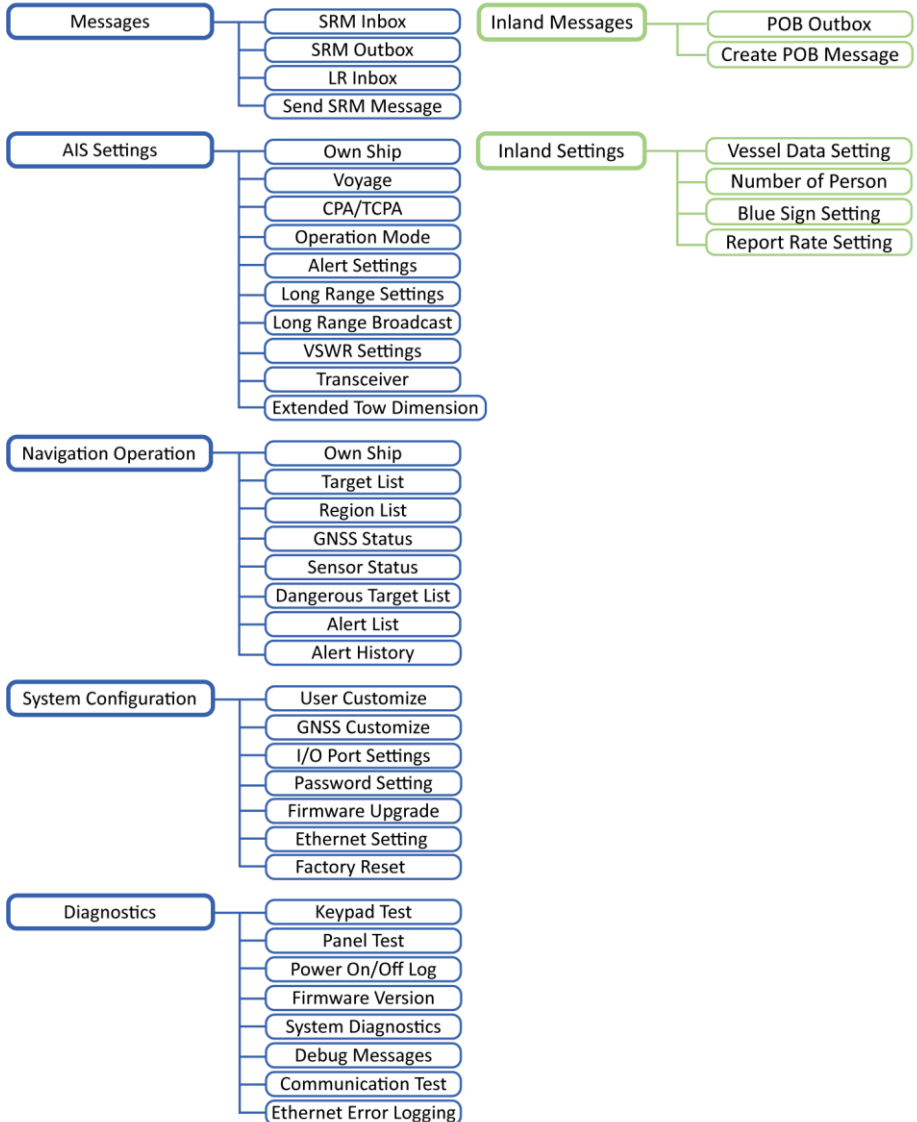 Messages
SRM Inbox
SRM Outbox
LR Inbox
Send SRM Message
Inland Messages
POB Outbox
Create POB Message
AIS Settings
Own Ship
Voyage
CPA/TCPA
Operation Mode
Alert Settings
Long Range Settings
Long Range Broadcast
VSWR Settings
Transceiver
Extended Tow Dimension
Inland Settings
Vessel Data Setting
Number of Person
Blue Sign Setting
Report Rate Setting
Navigation Operation
Own Ship
Target List
Region List
GNSS Status
Sensor Status
Dangerous Target List
Alert List
Alert History
System Configuration
User Customize
GNSS Customize
I/O Port Settings
Password Setting
Firmware Upgrade
Ethernet Setting
Factory Reset
Diagnostics
Keypad Test
Panel Test
Power On/Off Log
Firmware Version
System Diagnostics
Debug Messages
Communication Test
Ethernet Error Logging